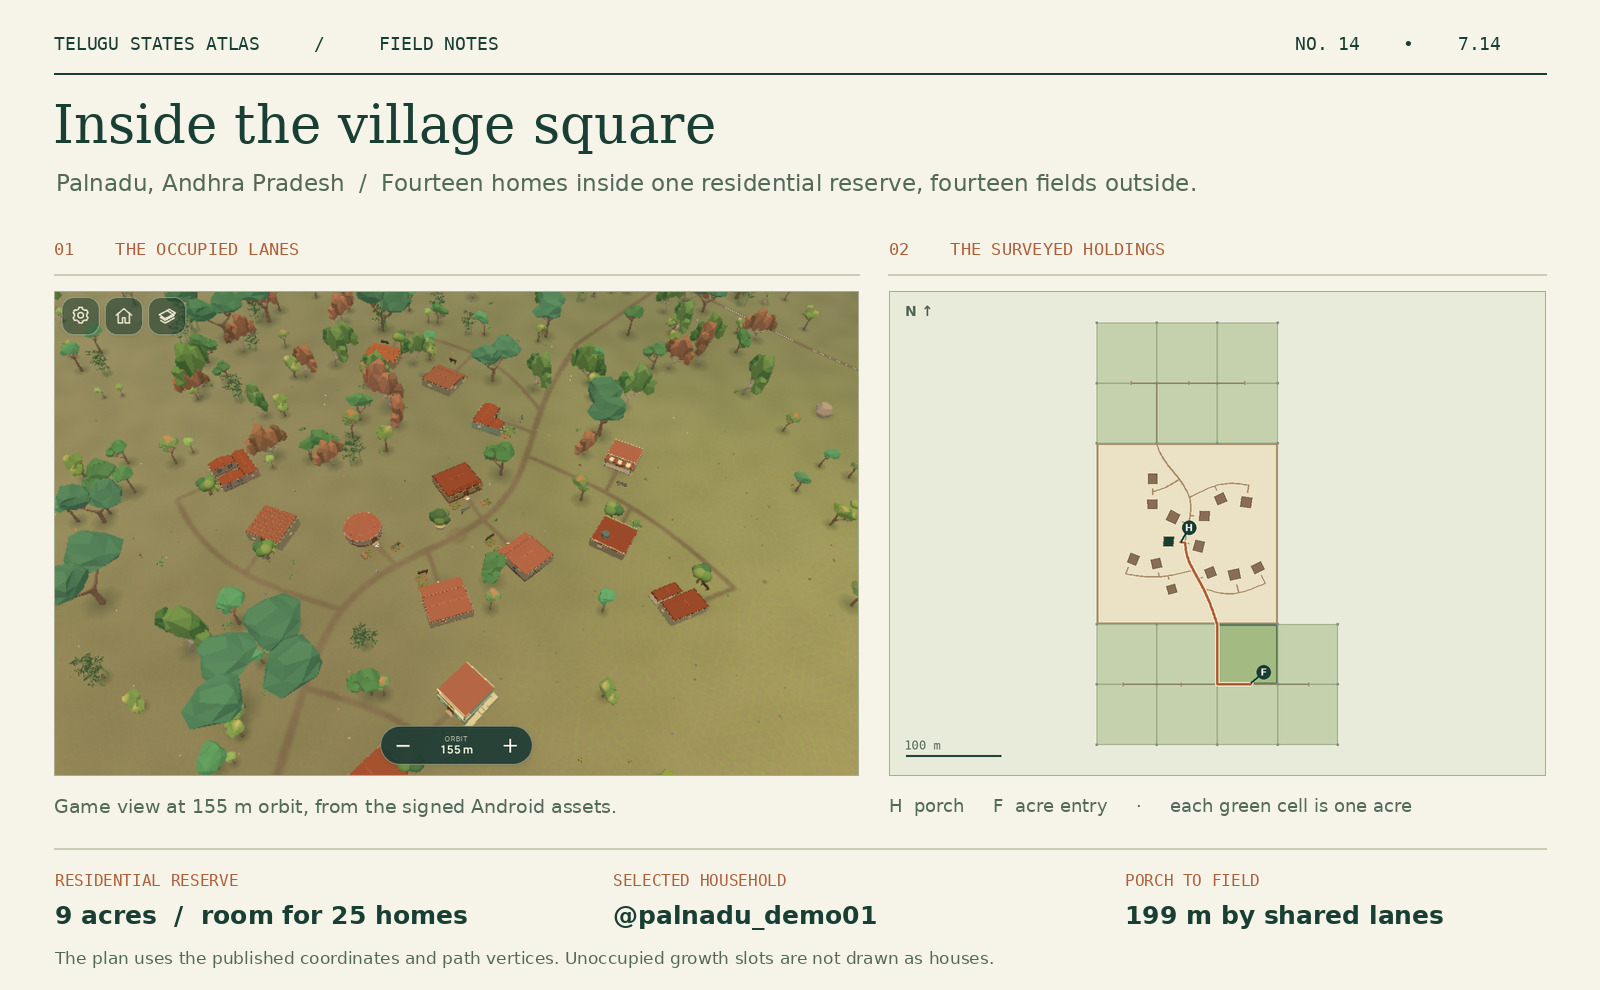 TELUGU STATES ATLAS / FIELD NOTES NO. 14 • 7.14
Inside the village square
Palnadu, Andhra Pradesh / Fourteen homes inside one residential reserve, fourteen fields outside.
01 THE OCCUPIED LANES
02 THE SURVEYED HOLDINGS
ORBIT
− 155 m +
N ↑
H
F
100 m
Game view at 155 m orbit, from the signed Android assets.
H porch F acre entry · each green cell is one acre
RESIDENTIAL RESERVE
9 acres / room for 25 homes
SELECTED HOUSEHOLD
@palnadu_demo01
PORCH TO FIELD
199 m by shared lanes
The plan uses the published coordinates and path vertices. Unoccupied growth slots are not drawn as houses.